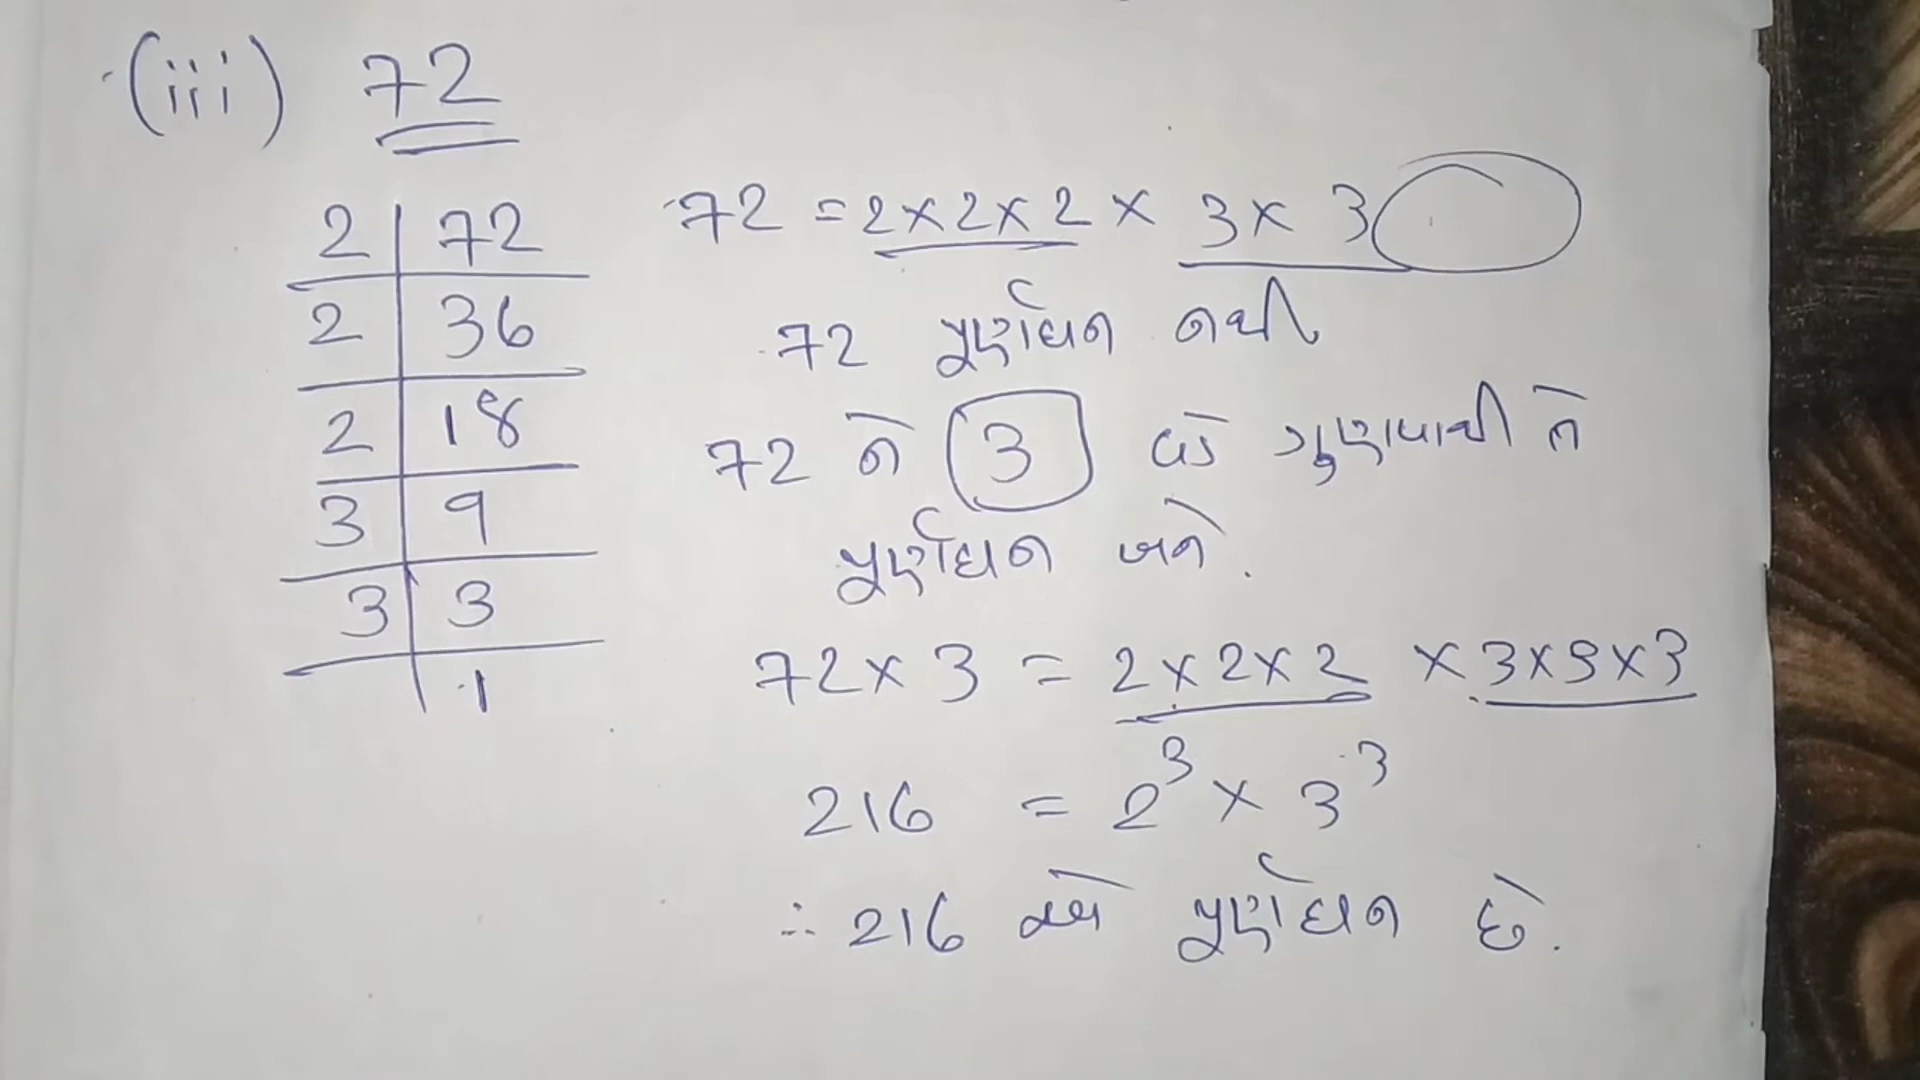 (iii) 72
2 | 72
2 | 36
2 | 18
3 | 9
3 | 3
| 1
72 = 2 × 2 × 2 × 3 × 3
72 પૂર્ણઘન નથી
72 ને 3 વડે ગુણવાથી તે
પૂર્ણઘન બને.
72 × 3 = 2 × 2 × 2 × 3 × 3 × 3
216 = 2³ × 3³
∴ 216 એ પૂર્ણઘન છે.